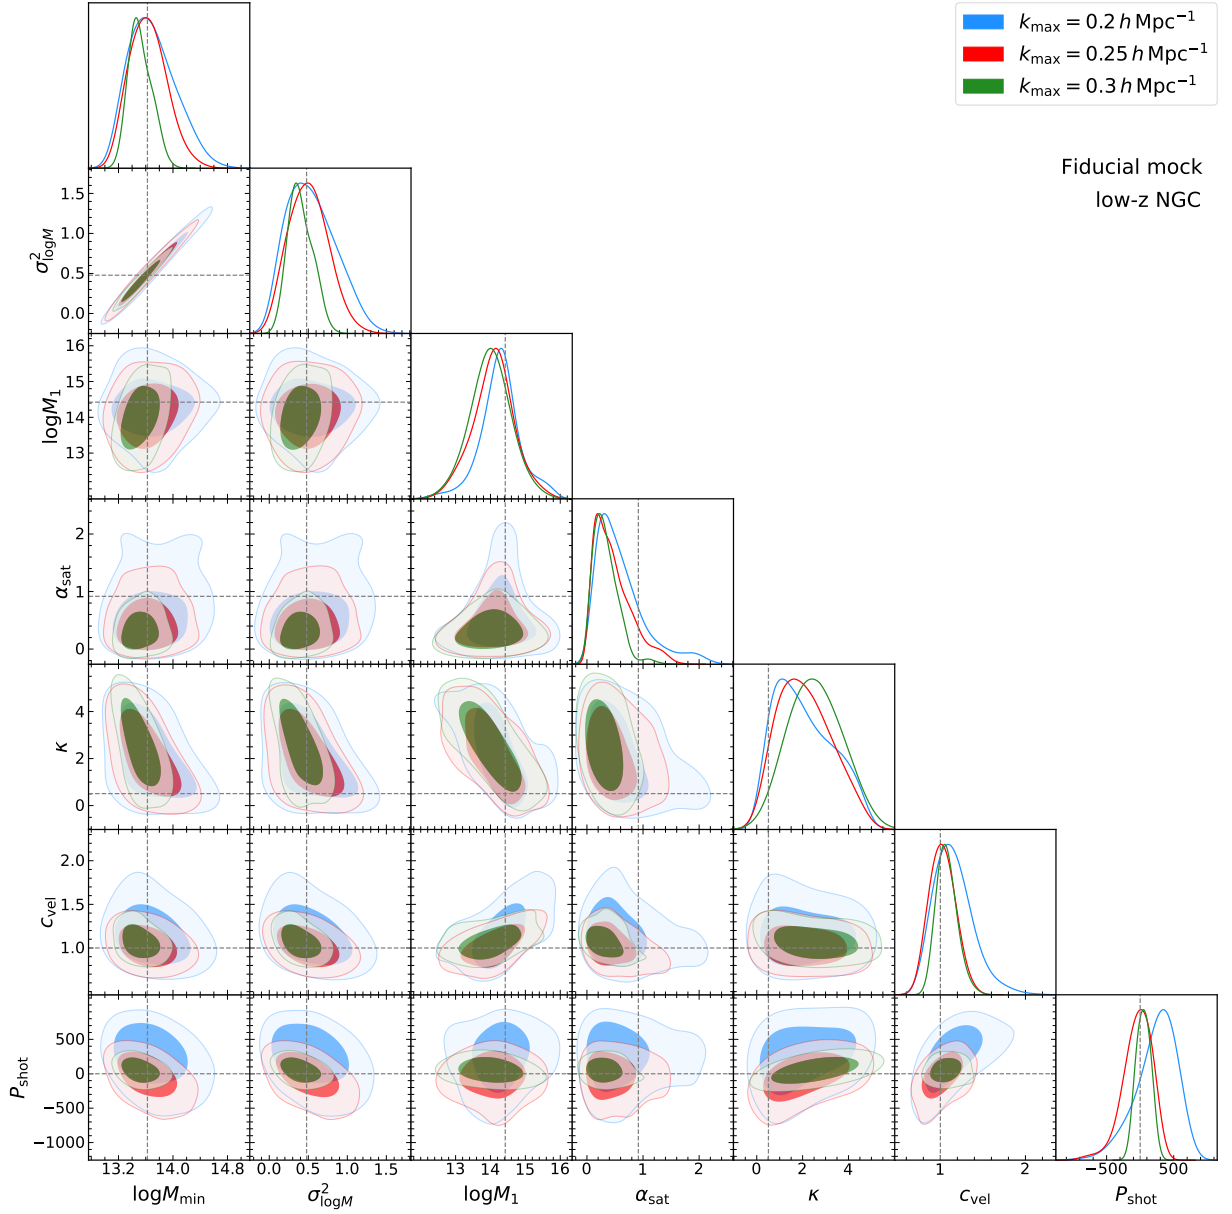 k_max = 0.2 h Mpc⁻¹
k_max = 0.25 h Mpc⁻¹
k_max = 0.3 h Mpc⁻¹
Fiducial mock
low-z NGC
1.5
1.0
0.5
0.0
σ²_logM
16
15
14
13
logM₁
2
1
0
α_sat
4
2
0
κ
2.0
1.5
1.0
c_vel
500
0
−500
−1000
P_shot
13.2 14.0 14.8
0.0 0.5 1.0 1.5
13 14 15 16
0 1 2
0 2 4
1 2
−500 500
logM_min
σ²_logM
logM₁
α_sat
κ
c_vel
P_shot